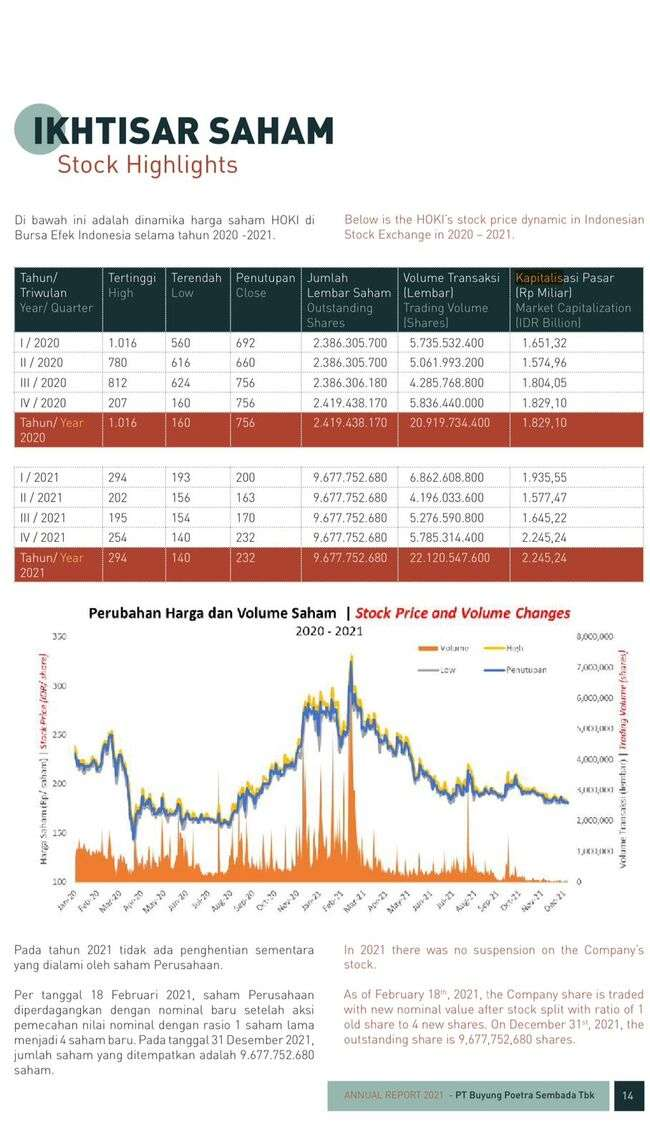 IKHTISAR SAHAM
Stock Highlights
Di bawah ini adalah dinamika harga saham HOKI di
Bursa Efek Indonesia selama tahun 2020 -2021.
Below is the HOKI's stock price dynamic in Indonesian
Stock Exchange in 2020 – 2021.
Tahun/ Triwulan Year/ Quarter | Tertinggi High | Terendah Low | Penutupan Close | Jumlah Lembar Saham Outstanding Shares | Volume Transaksi (Lembar) Trading Volume (Shares) | Kapitalisasi Pasar (Rp Miliar) Market Capitalization (IDR Billion)
I / 2020 1.016 560 692 2.386.305.700 5.735.532.400 1.651,32
II / 2020 780 616 660 2.386.305.700 5.061.993.200 1.574,96
III / 2020 812 624 756 2.386.306.180 4.285.768.800 1.804,05
IV / 2020 207 160 756 2.419.438.170 5.836.440.000 1.829,10
Tahun/ Year 2020 1.016 160 756 2.419.438.170 20.919.734.400 1.829,10
I / 2021 294 193 200 9.677.752.680 6.862.608.800 1.935,55
II / 2021 202 156 163 9.677.752.680 4.196.033.600 1.577,47
III / 2021 195 154 170 9.677.752.680 5.276.590.800 1.645,22
IV / 2021 254 140 232 9.677.752.680 5.785.314.400 2.245,24
Tahun/ Year 2021 294 140 232 9.677.752.680 22.120.547.600 2.245,24
Perubahan Harga dan Volume Saham | Stock Price and Volume Changes
2020 - 2021
Volume High
Low Penutupan
350
300
250
200
150
100
Harga Saham (Rp/ saham) | Stock Price (IDR/ share)
8,000,000
7,000,000
6,000,000
5,000,000
4,000,000
3,000,000
2,000,000
1,000,000
0
Volume Transaksi (lembar) | Trading Volume (shares)
Jan-20 Feb-20 Mar-20 Apr-20 May-20 Jun-20 Jul-20 Aug-20 Sep-20 Oct-20 Nov-20 Jan-21 Feb-21 Mar-21 Apr-21 May-21 Jun-21 Jul-21 Aug-21 Sep-21 Oct-21 Nov-21 Dec-21
Pada tahun 2021 tidak ada penghentian sementara
yang dialami oleh saham Perusahaan.
Per tanggal 18 Februari 2021, saham Perusahaan
diperdagangkan dengan nominal baru setelah aksi
pemecahan nilai nominal dengan rasio 1 saham lama
menjadi 4 saham baru. Pada tanggal 31 Desember 2021,
jumlah saham yang ditempatkan adalah 9.677.752.680
saham.
In 2021 there was no suspension on the Company's
stock.
As of February 18th, 2021, the Company share is traded
with new nominal value after stock split with ratio of 1
old share to 4 new shares. On December 31st, 2021, the
outstanding share is 9,677,752,680 shares.
ANNUAL REPORT 2021 - PT Buyung Poetra Sembada Tbk 14